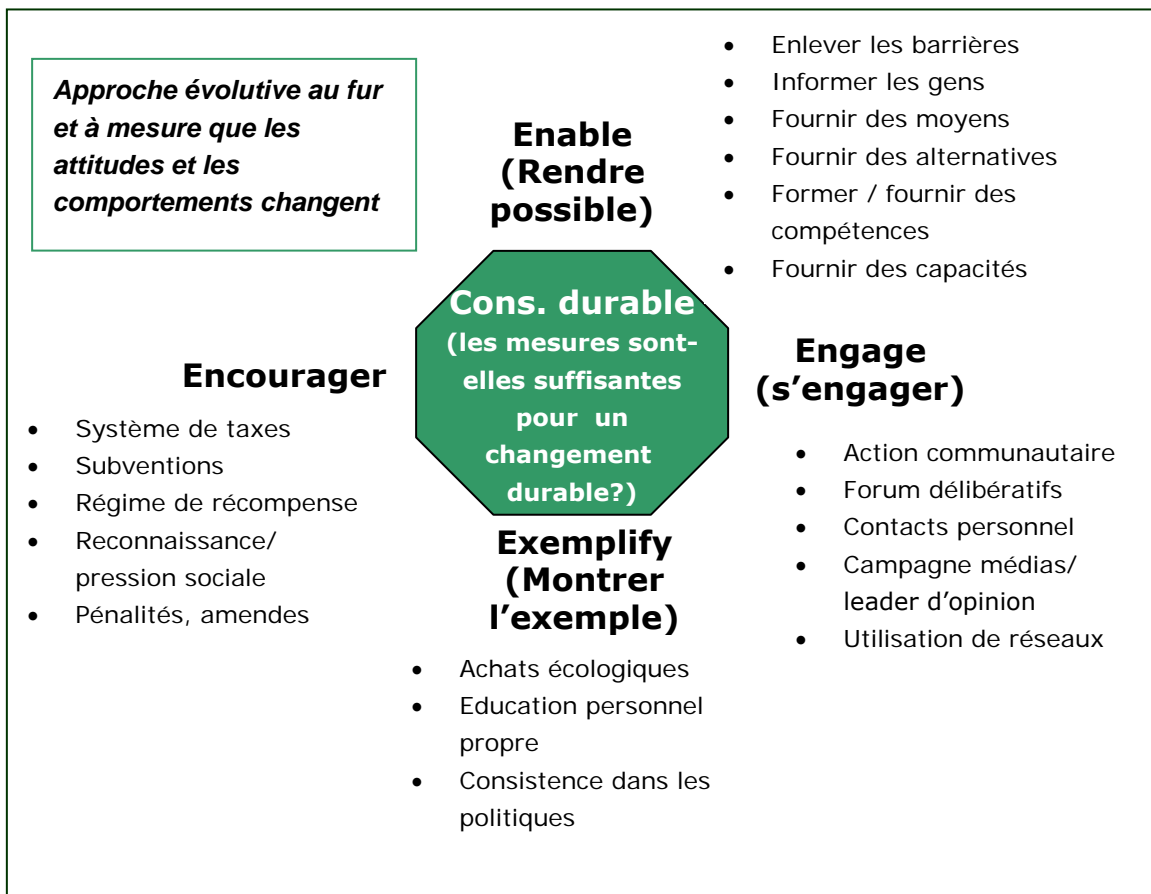 Approche évolutive au fur
et à mesure que les
attitudes et les
comportements changent
Enable
(Rendre
possible)
• Enlever les barrières
• Informer les gens
• Fournir des moyens
• Fournir des alternatives
• Former / fournir des
compétences
• Fournir des capacités
Cons. durable
(les mesures sont-
elles suffisantes
pour un
changement
durable?)
Encourager
• Système de taxes
• Subventions
• Régime de récompense
• Reconnaissance/
pression sociale
• Pénalités, amendes
Engage
(s’engager)
• Action communautaire
• Forum délibératifs
• Contacts personnel
• Campagne médias/
leader d’opinion
• Utilisation de réseaux
Exemplify
(Montrer
l’exemple)
• Achats écologiques
• Education personnel
propre
• Consistence dans les
politiques